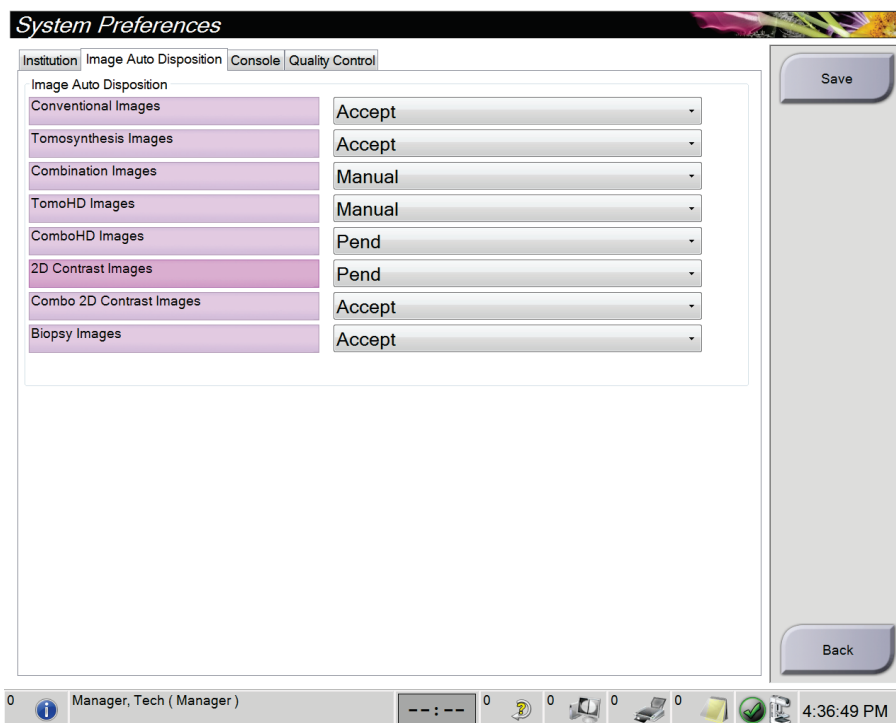 System Preferences
Institution Image Auto Disposition Console Quality Control
Save
Image Auto Disposition
Conventional Images Accept
Tomosynthesis Images Accept
Combination Images Manual
TomoHD Images Manual
ComboHD Images Pend
2D Contrast Images Pend
Combo 2D Contrast Images Accept
Biopsy Images Accept
Back
0 Manager, Tech ( Manager ) --:-- 0 0 0 0 4:36:49 PM